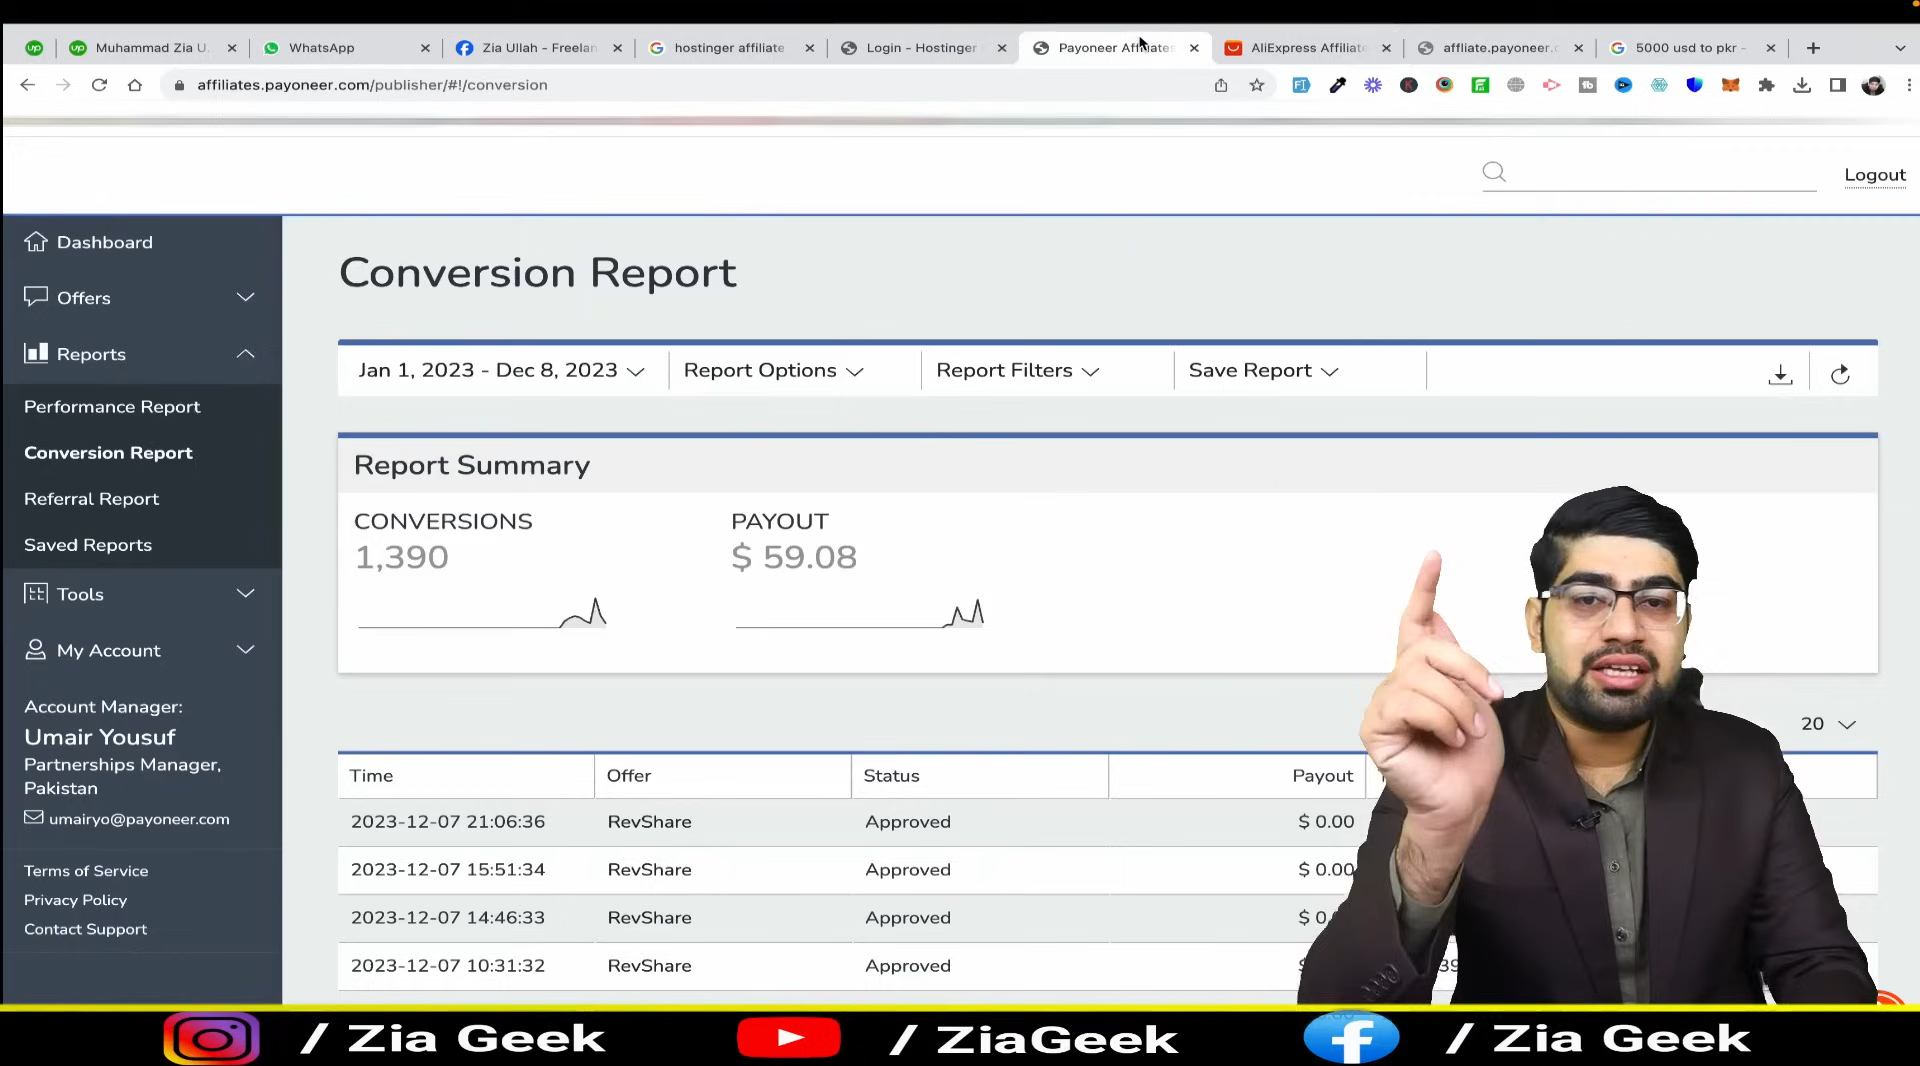 up
up Muhammad Zia U.
WhatsApp
Zia Ullah - Freelan
hostinger affiliate
Login - Hostinger
Payoneer Affiliates
AliExpress Affiliate
affliate.payoneer.c
5000 usd to pkr -
affiliates.payoneer.com/publisher/#!/conversion
Logout
Dashboard
Offers
Reports
Performance Report
Conversion Report
Referral Report
Saved Reports
Tools
My Account
Account Manager:
Umair Yousuf
Partnerships Manager,
Pakistan
umairyo@payoneer.com
Terms of Service
Privacy Policy
Contact Support
Conversion Report
Jan 1, 2023 - Dec 8, 2023
Report Options
Report Filters
Save Report
Report Summary
CONVERSIONS
1,390
PAYOUT
$ 59.08
20
Time Offer Status Payout
2023-12-07 21:06:36 RevShare Approved $ 0.00
2023-12-07 15:51:34 RevShare Approved $ 0.00
2023-12-07 14:46:33 RevShare Approved $ 0.
2023-12-07 10:31:32 RevShare Approved
/ Zia Geek
/ ZiaGeek
/ Zia Geek